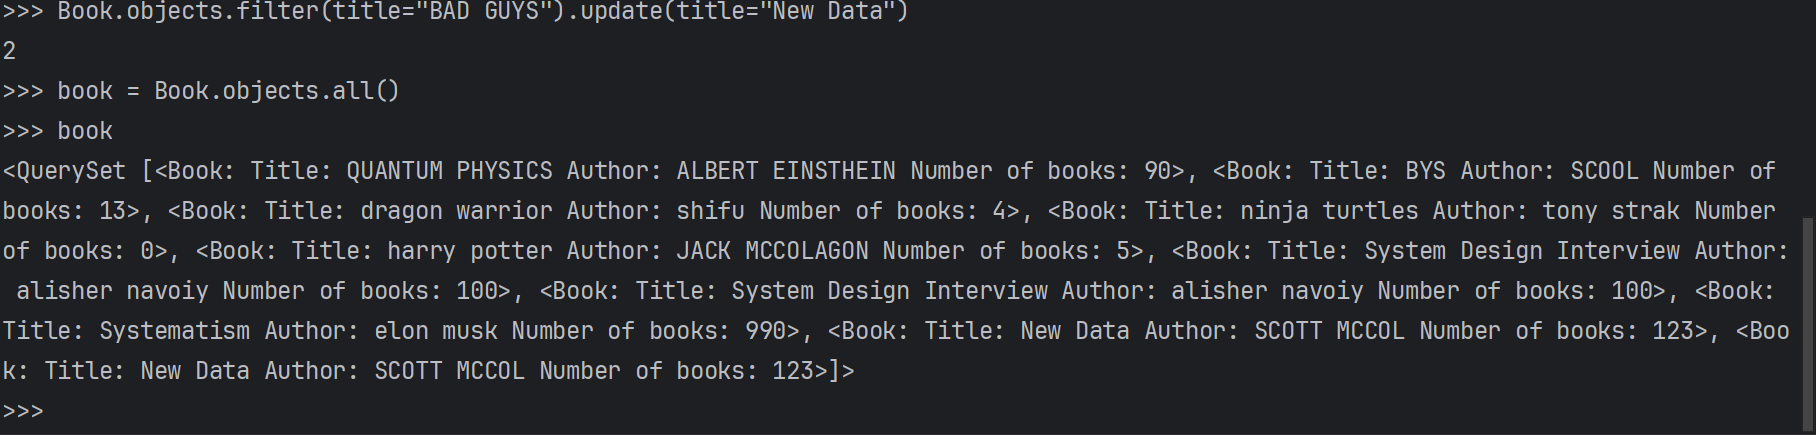 >>> Book.objects.filter(title="BAD GUYS").update(title="New Data")
2
>>> book = Book.objects.all()
>>> book
<QuerySet [<Book: Title: QUANTUM PHYSICS Author: ALBERT EINSTHEIN Number of books: 90>, <Book: Title: BYS Author: SCOOL Number of
books: 13>, <Book: Title: dragon warrior Author: shifu Number of books: 4>, <Book: Title: ninja turtles Author: tony strak Number
of books: 0>, <Book: Title: harry potter Author: JACK MCCOLAGON Number of books: 5>, <Book: Title: System Design Interview Author:
 alisher navoiy Number of books: 100>, <Book: Title: System Design Interview Author: alisher navoiy Number of books: 100>, <Book:
Title: Systematism Author: elon musk Number of books: 990>, <Book: Title: New Data Author: SCOTT MCCOL Number of books: 123>, <Boo
k: Title: New Data Author: SCOTT MCCOL Number of books: 123>]>
>>>